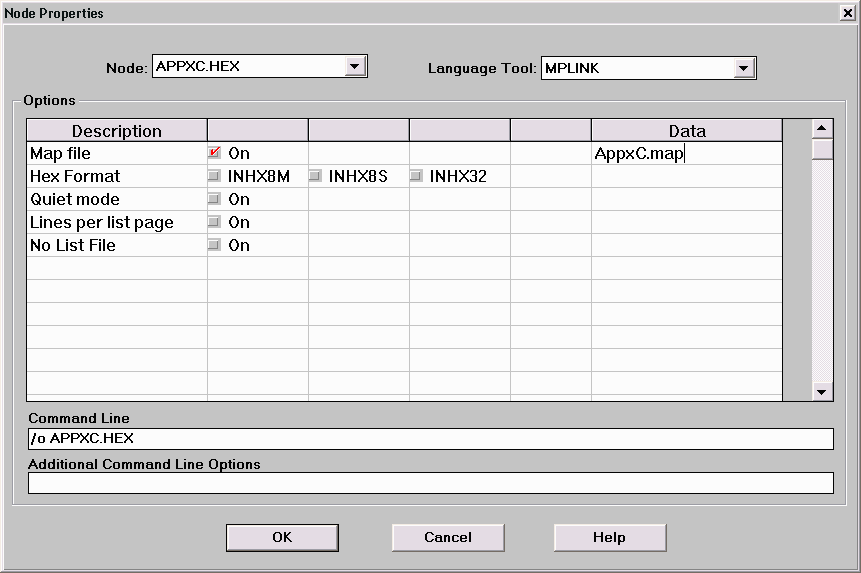 Node Properties
Node: APPXC.HEX Language Tool: MPLINK
Options
Description Data
Map file On AppxC.map
Hex Format INHX8M INHX8S INHX32
Quiet mode On
Lines per list page On
No List File On
Command Line
/o APPXC.HEX
Additional Command Line Options
OK Cancel Help